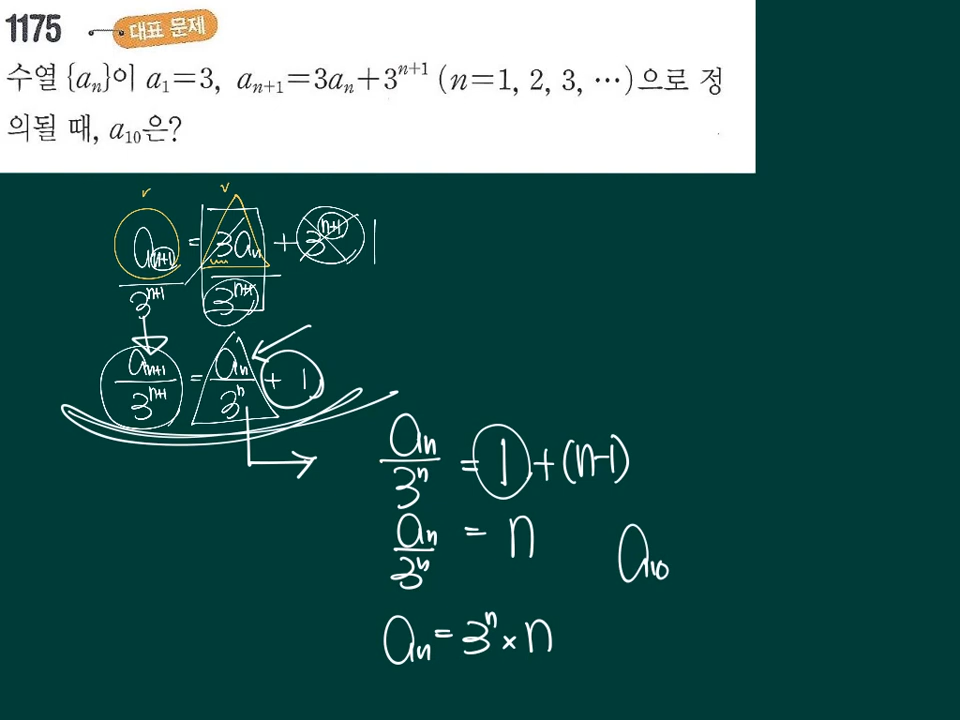 1175 대표 문제
수열 {aₙ}이 a₁=3, aₙ₊₁=3aₙ+3ⁿ⁺¹ (n=1, 2, 3, ⋯)으로 정
의될 때, a₁₀은?
aₙ₊₁/3ⁿ⁺¹ = 3aₙ/3ⁿ⁺¹ + 3ⁿ⁺¹
aₙ₊₁/3ⁿ⁺¹ = aₙ/3ⁿ + 1
aₙ/3ⁿ = 1 + (n-1)
aₙ/3ⁿ = n
a₁₀
aₙ = 3ⁿ × n